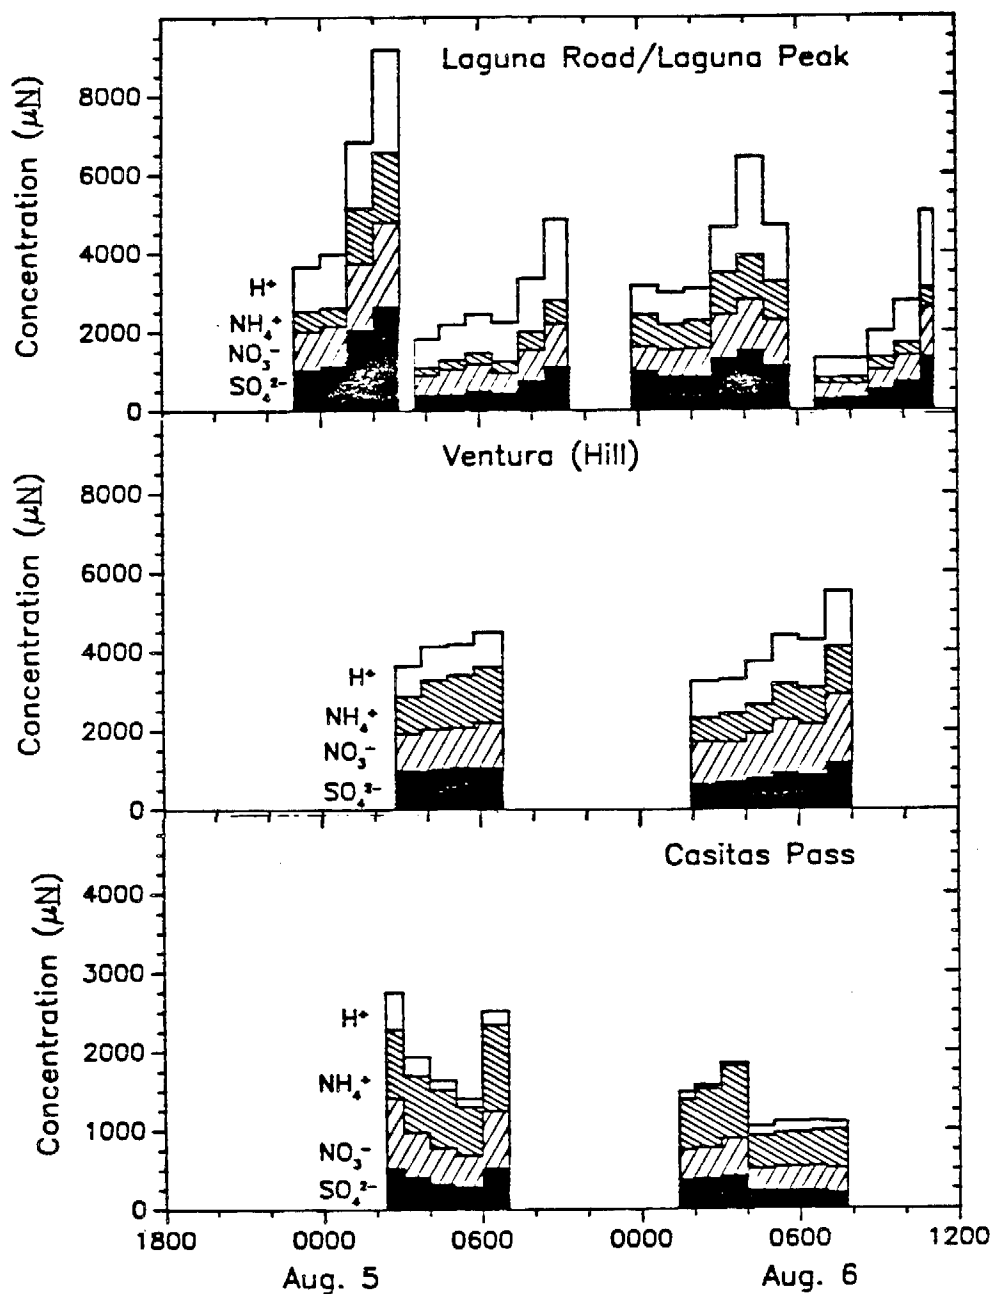 Laguna Road/Laguna Peak
Concentration (µN)
8000
6000
4000
2000
0
H⁺
NH₄⁺
NO₃⁻
SO₄²⁻
Ventura (Hill)
Concentration (µN)
8000
6000
4000
2000
0
H⁺
NH₄⁺
NO₃⁻
SO₄²⁻
Casitas Pass
Concentration (µN)
4000
3000
2000
1000
0
H⁺
NH₄⁺
NO₃⁻
SO₄²⁻
1800 0000 0600 0000 0600 1200
Aug. 5 Aug. 6